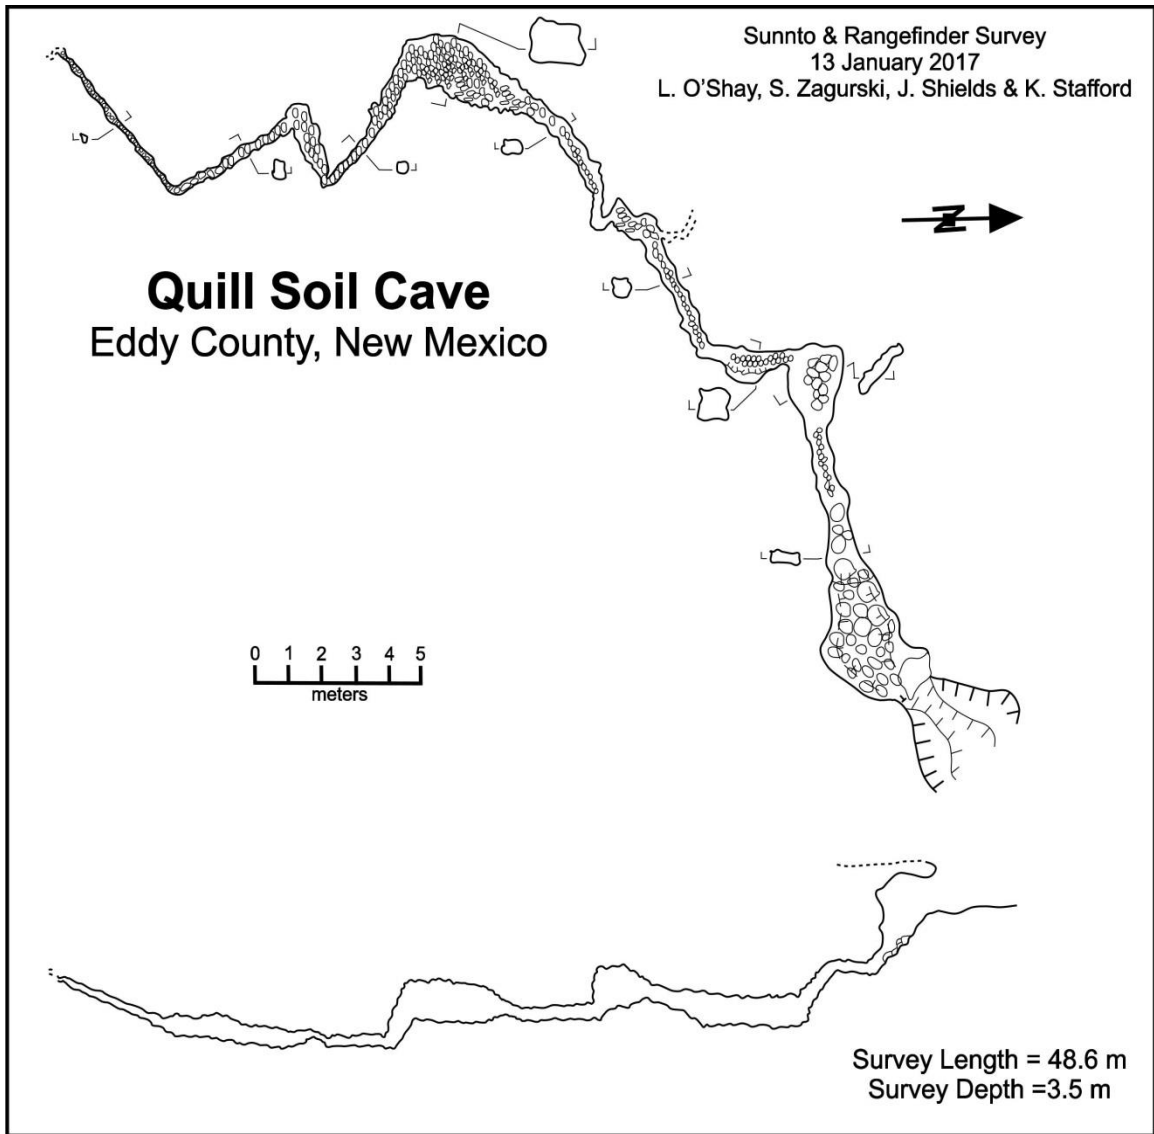 Sunnto & Rangefinder Survey
13 January 2017
L. O'Shay, S. Zagurski, J. Shields & K. Stafford
N
Quill Soil Cave
Eddy County, New Mexico
0 1 2 3 4 5
meters
Survey Length = 48.6 m
Survey Depth =3.5 m